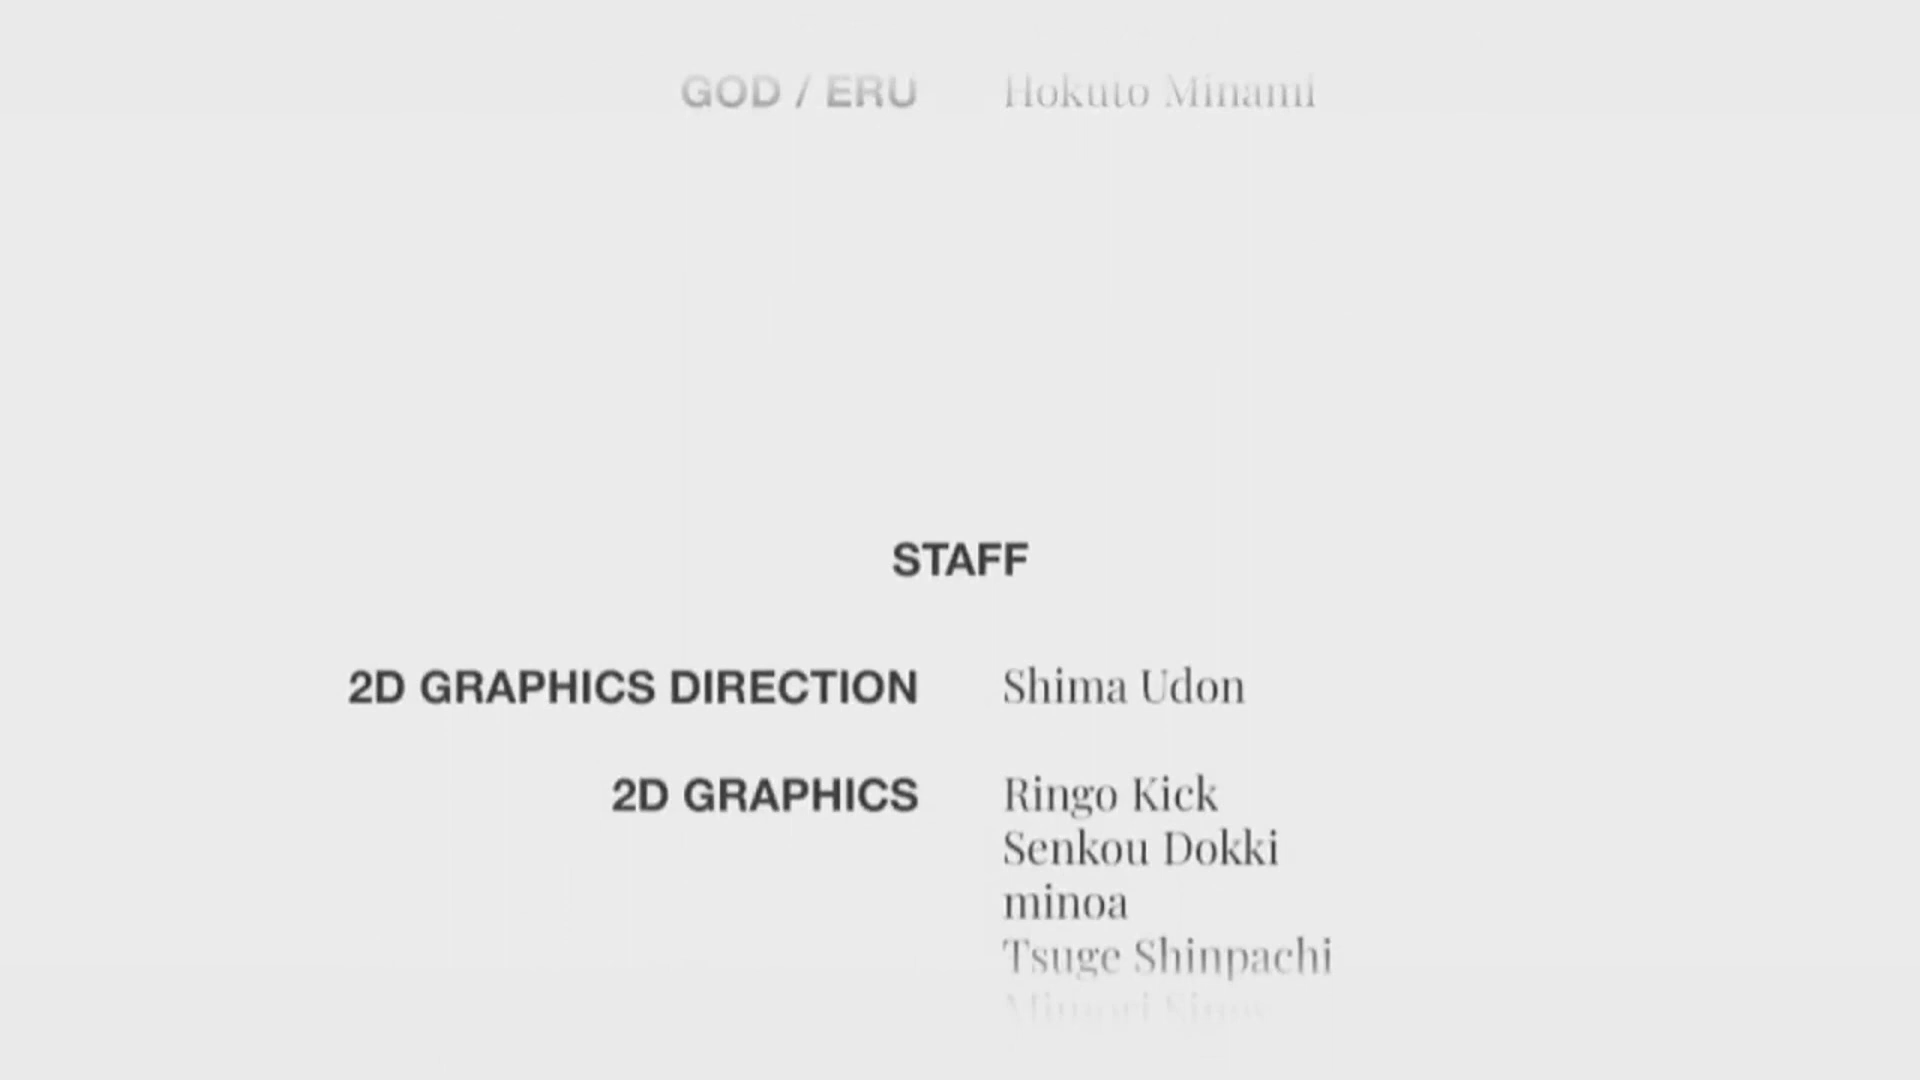 GOD / ERU Hokuto Minami
STAFF
2D GRAPHICS DIRECTION Shima Udon
2D GRAPHICS Ringo Kick
Senkou Dokki
minoa
Tsuge Shinpachi